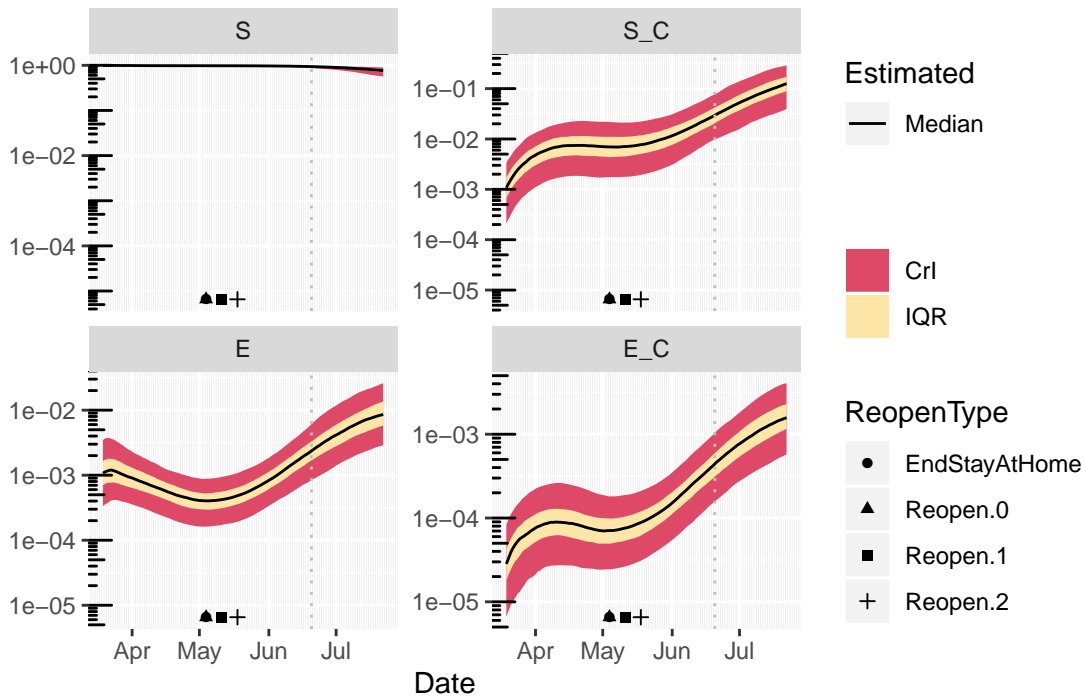 S
S_C
1e+00
1e−02
1e−04
1e−01
1e−02
1e−03
1e−04
1e−05
E
E_C
1e−02
1e−03
1e−04
1e−05
1e−03
1e−04
1e−05
Apr May Jun Jul
Apr May Jun Jul
Date
Estimated
Median
CrI
IQR
ReopenType
EndStayAtHome
Reopen.0
Reopen.1
Reopen.2